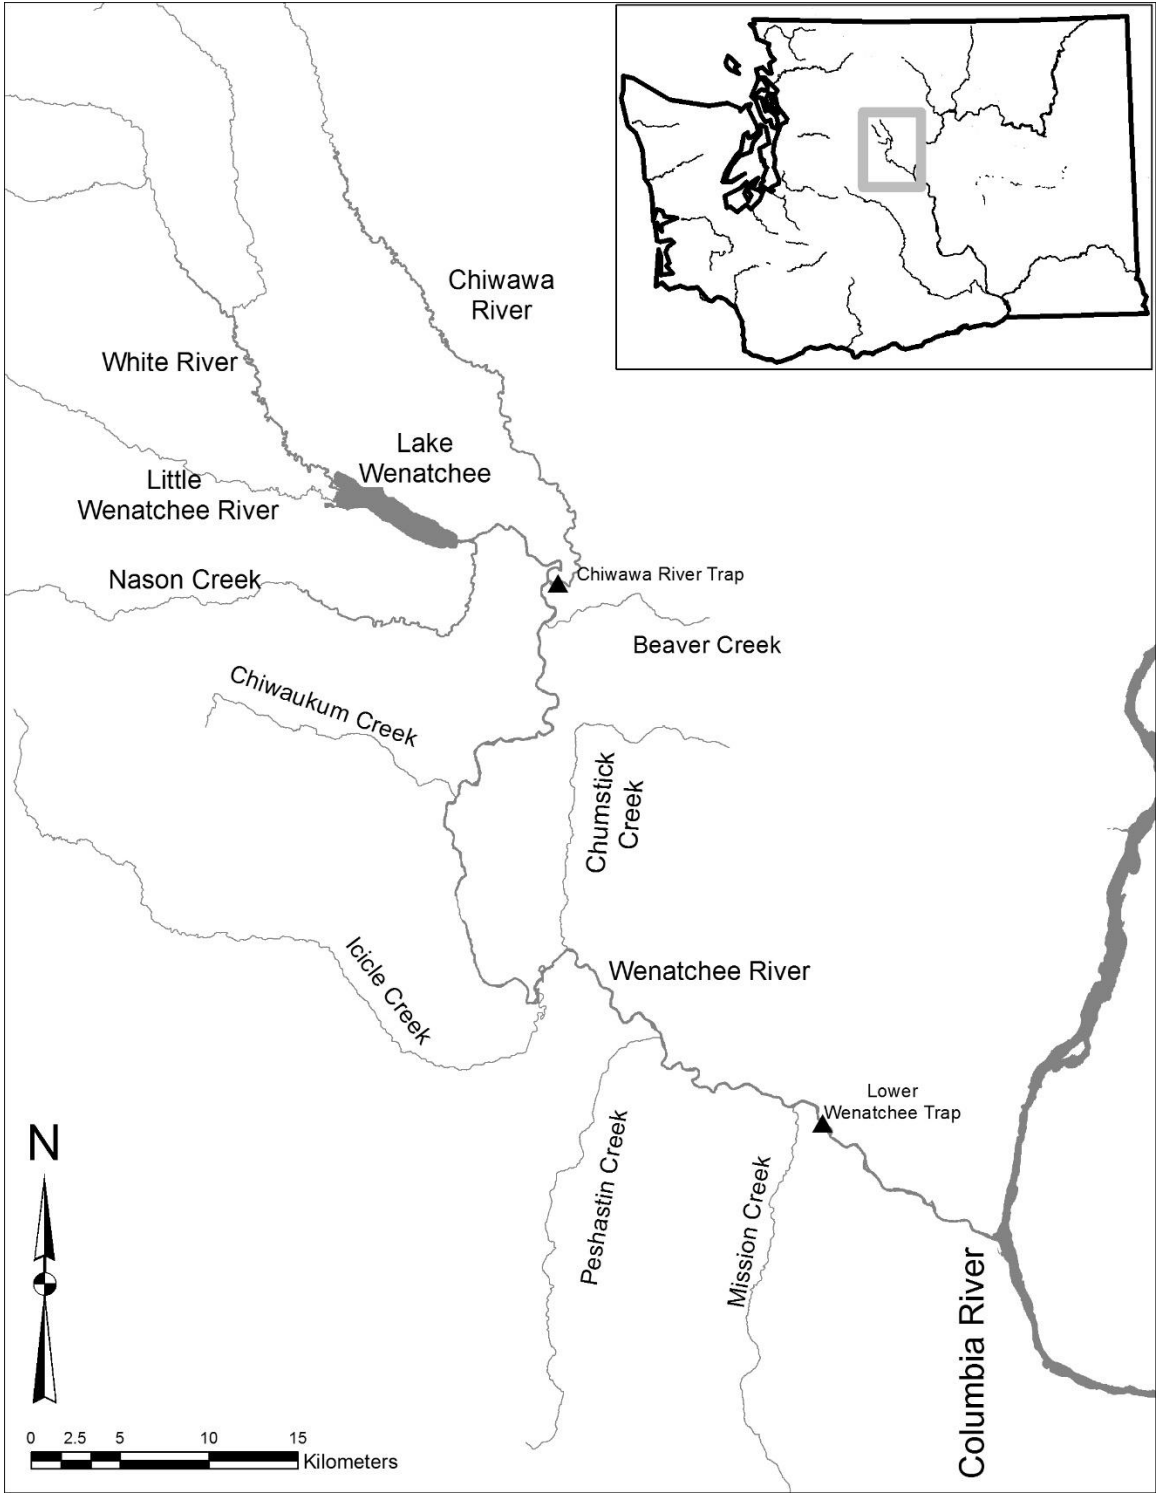 Chiwawa
River
White River
Lake
Wenatchee
Little
Wenatchee River
Nason Creek
Chiwawa River Trap
Beaver Creek
Chiwaukum Creek
Chumstick
Creek
Icicle Creek
Wenatchee River
Lower
Wenatchee Trap
Peshastin Creek
Mission Creek
Columbia River
N
0 2.5 5 10 15
Kilometers